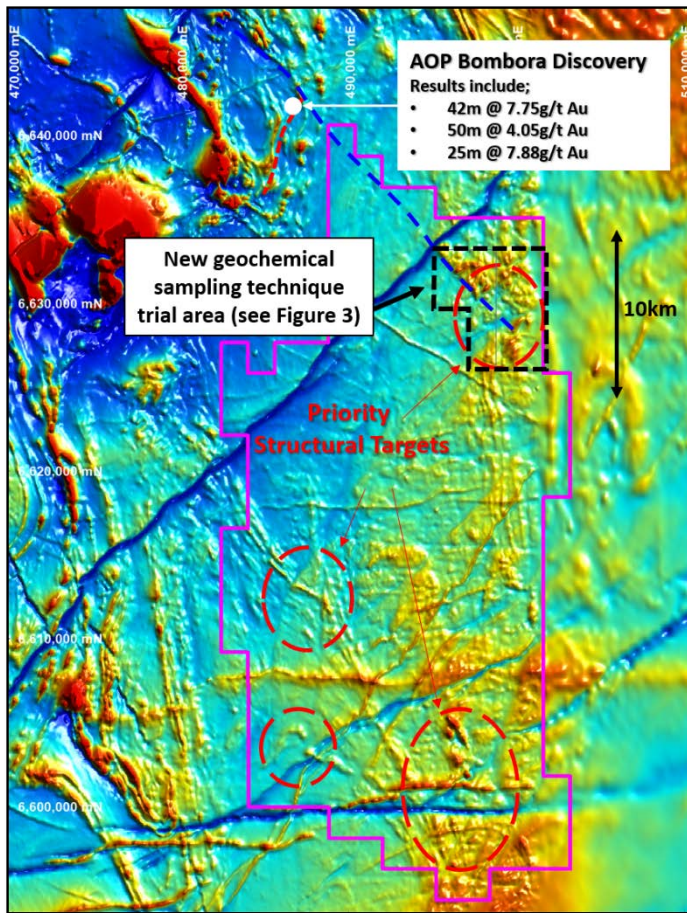 470,000 mE
480,000 mE
490,000 mE
510,000 m
AOP Bombora Discovery
Results include;
• 42m @ 7.75g/t Au
• 50m @ 4.05g/t Au
• 25m @ 7.88g/t Au
6,640,000 mN
New geochemical
sampling technique
trial area (see Figure 3)
6,630,000 mN
10km
Priority
Structural Targets
6,620,000 mN
6,610,000 mN
6,600,000 mN